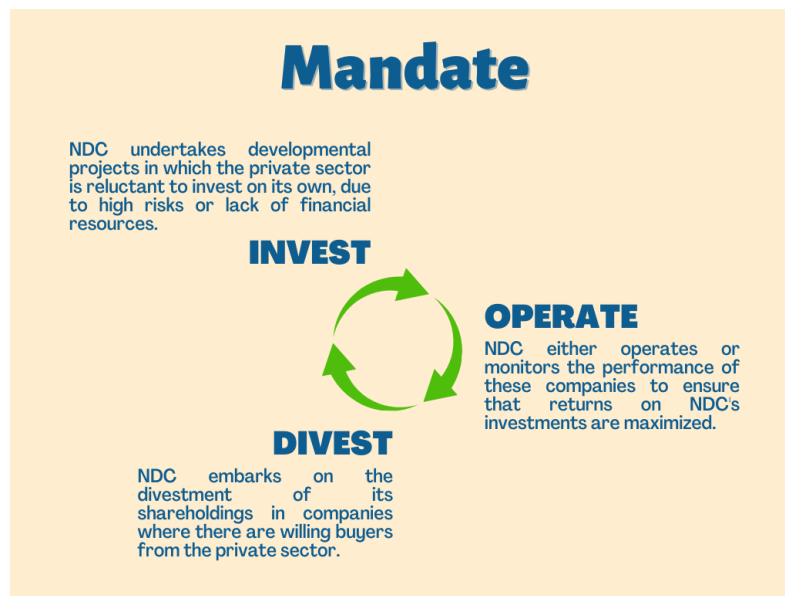 Mandate
NDC undertakes developmental
projects in which the private sector
is reluctant to invest on its own, due
to high risks or lack of financial
resources.
INVEST
OPERATE
NDC either operates or
monitors the performance of
these companies to ensure
that returns on NDC's
investments are maximized.
DIVEST
NDC embarks on the
divestment of its
shareholdings in companies
where there are willing buyers
from the private sector.